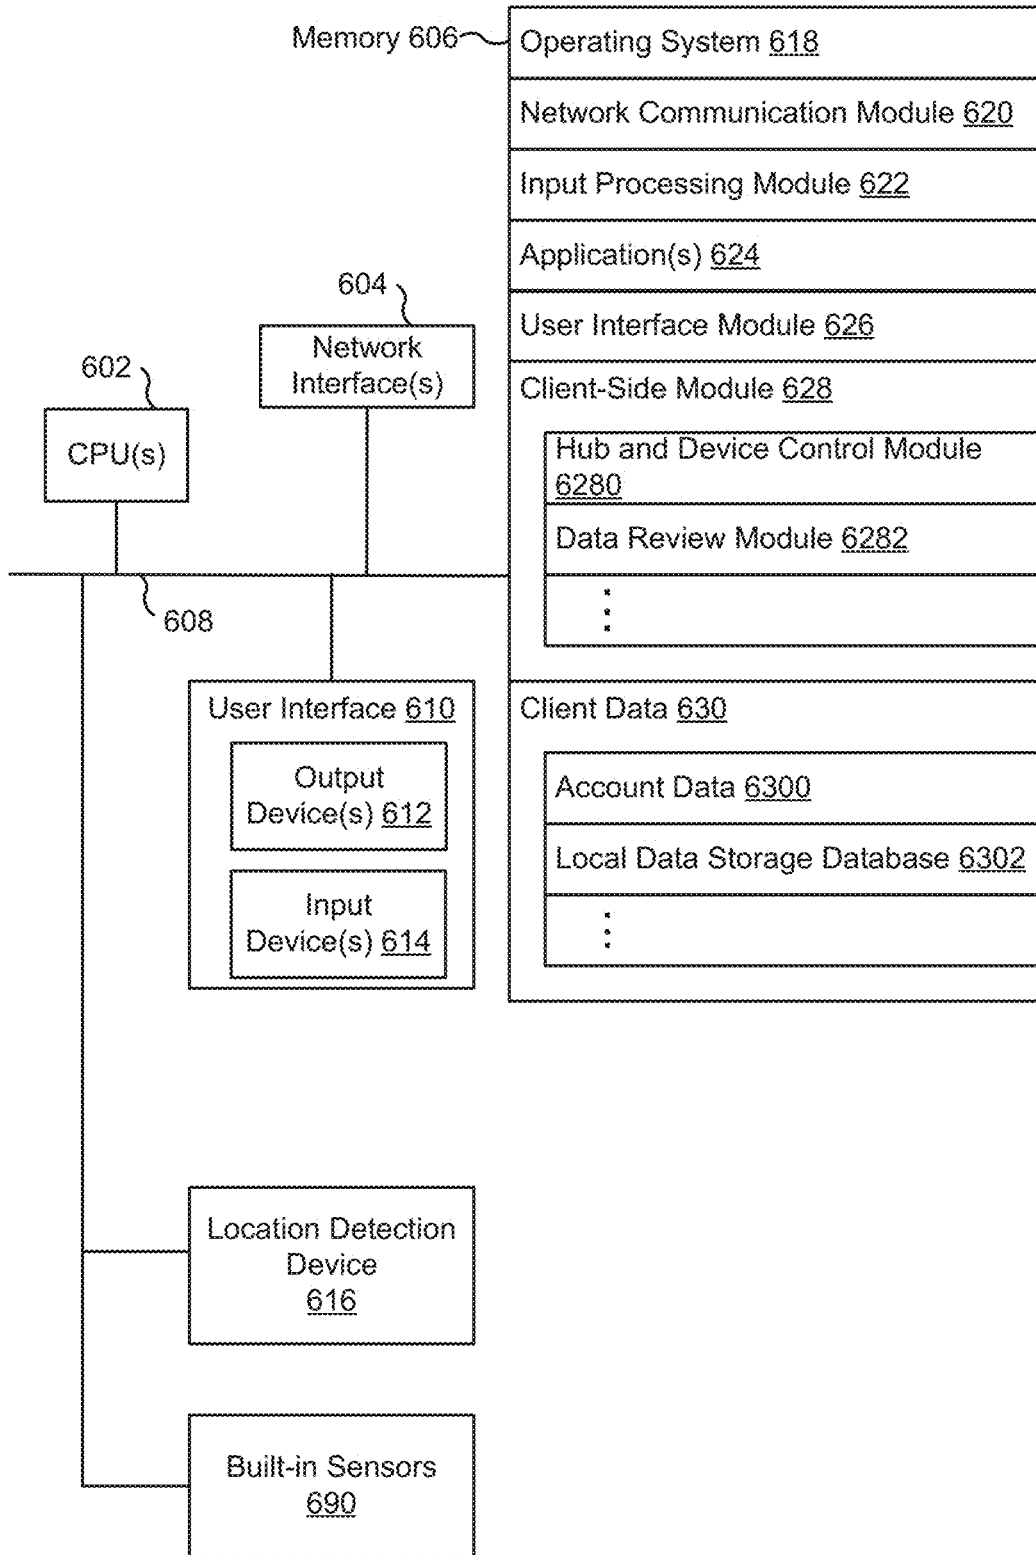 Memory 606
Operating System 618
Network Communication Module 620
Input Processing Module 622
Application(s) 624
User Interface Module 626
Client-Side Module 628
Hub and Device Control Module
6280
Data Review Module 6282
604
Network
Interface(s)
602
CPU(s)
608
User Interface 610
Output
Device(s) 612
Input
Device(s) 614
Client Data 630
Account Data 6300
Local Data Storage Database 6302
Location Detection
Device
616
Built-in Sensors
690